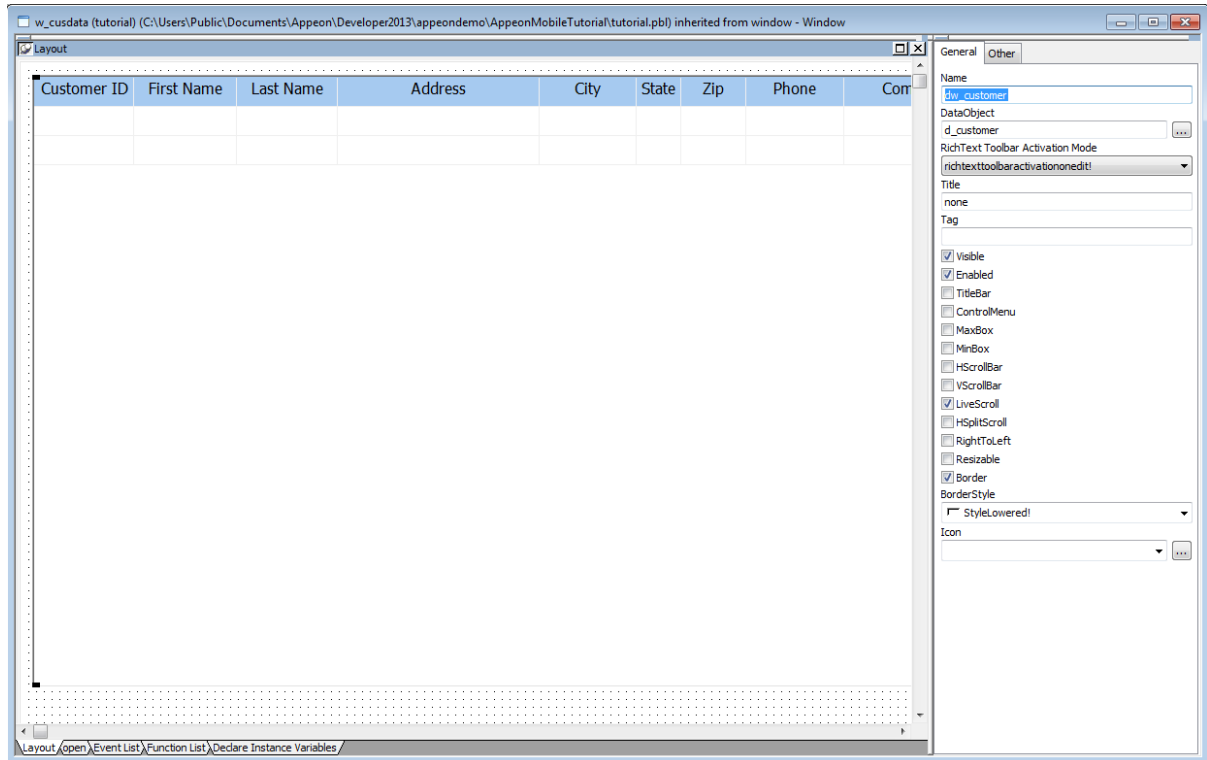 w_cusdata (tutorial) (C:\Users\Public\Documents\Appeon\Developer2013\appeondemo\AppeonMobileTutorial\tutorial.pbl) inherited from window - Window
Layout
Customer ID First Name Last Name Address City State Zip Phone Com
Layout open Event List Function List Declare Instance Variables
General Other
Name
dw_customer
DataObject
d_customer ...
RichText Toolbar Activation Mode
richtexttoolbaractivationonedit!
Title
none
Tag
Visible
Enabled
TitleBar
ControlMenu
MaxBox
MinBox
HScrollBar
VScrollBar
LiveScroll
HSplitScroll
RightToLeft
Resizable
Border
BorderStyle
StyleLowered!
Icon
...